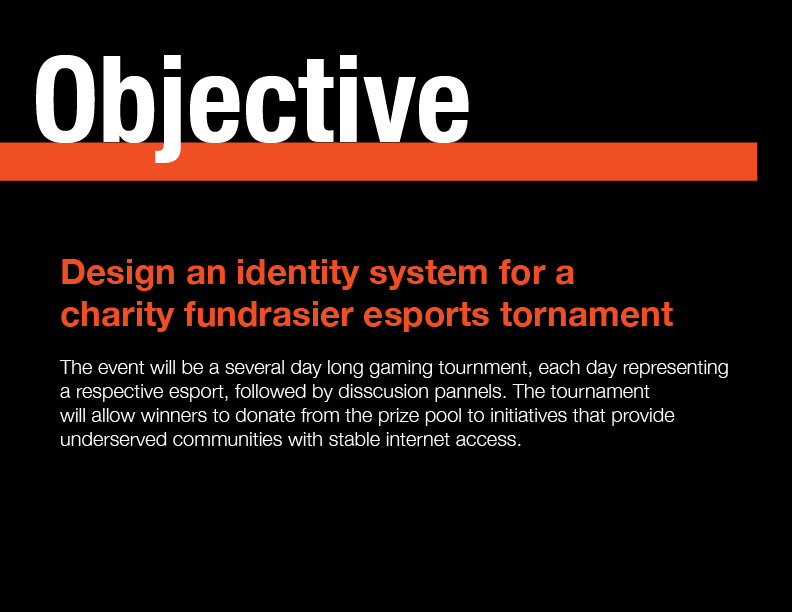 Objective
Design an identity system for a
charity fundrasier esports tornament
The event will be a several day long gaming tournment, each day representing
a respective esport, followed by disscusion pannels. The tournament
will allow winners to donate from the prize pool to initiatives that provide
underserved communities with stable internet access.